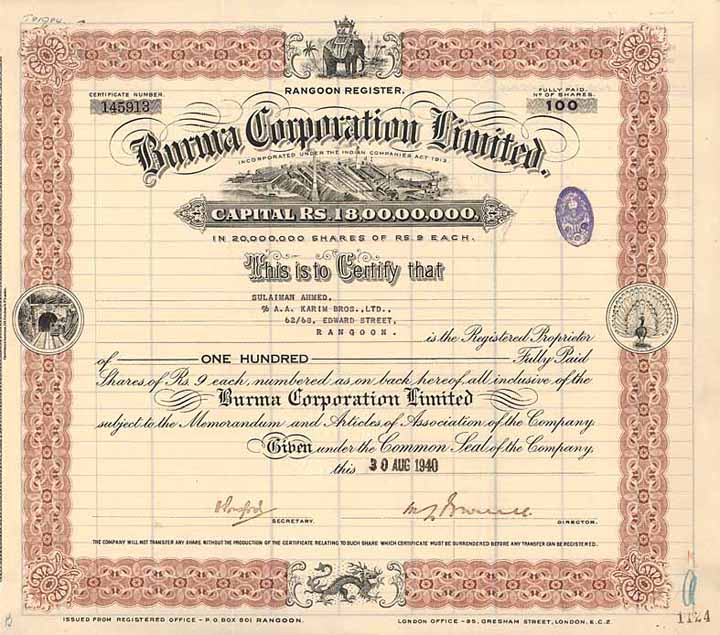 RANGOON REGISTER.
CERTIFICATE NUMBER.
145913
FULLY PAID.
Nº OF SHARES.
100
Burma Corporation Limited.
INCORPORATED UNDER THE INDIAN COMPANIES ACT 1913.
CAPITAL RS. 18,00,00,000,
IN 20,000,000 SHARES OF RS. 9 EACH.
This is to Certify that
SULAIMAN AHMED,
℅ A.A. KARIM BROS.,LTD.,
62/68, EDWARD STREET,
RANGOON.
is the Registered Proprietor
of ONE HUNDRED Fully Paid
Shares of Rs. 9 each, numbered as on back hereof, all inclusive of the
Burma Corporation Limited
subject to the Memorandum and Articles of Association of the Company.
Given under the Common Seal of the Company,
this 30 AUG 1940
SECRETARY.
DIRECTOR.
THE COMPANY WILL NOT TRANSFER ANY SHARE WITHOUT THE PRODUCTION OF THE CERTIFICATE RELATING TO SUCH SHARE WHICH CERTIFICATE MUST BE SURRENDERED BEFORE ANY TRANSFER CAN BE REGISTERED.
ISSUED FROM REGISTERED OFFICE – P.O. BOX 801 RANGOON.
LONDON OFFICE – 95, GRESHAM STREET, LONDON, E.C.2.
1124